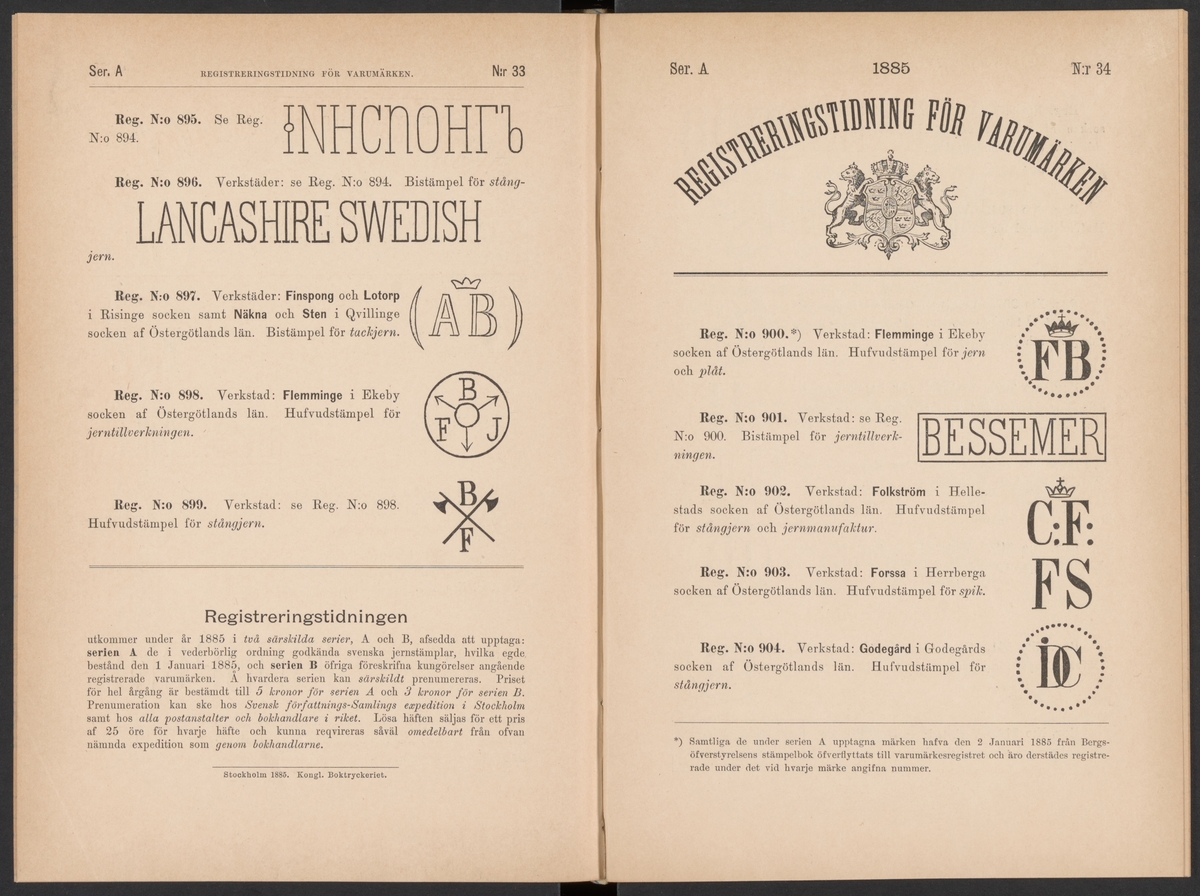 Ser. A REGISTRERINGSTIDNING FÖR VARUMÄRKEN. N:r 33
Reg. N:o 895. Se Reg.
N:o 894.
ФІНСПОНГЪ
Reg. N:o 896. Verkstäder: se Reg. N:o 894. Bistämpel för stång-
LANCASHIRE SWEDISH
jern.
Reg. N:o 897. Verkstäder: Finspong och Lotorp
i Risinge socken samt Näkna och Sten i Qvillinge
socken af Östergötlands län. Bistämpel för tackjern.
(AB)
Reg. N:o 898. Verkstad: Flemminge i Ekeby
socken af Östergötlands län. Hufvudstämpel för
jerntillverkningen.
B
F J
Reg. N:o 899. Verkstad: se Reg. N:o 898.
Hufvudstämpel för stångjern.
B
F
Registreringstidningen
utkommer under år 1885 i två särskilda serier, A och B, afsedda att upptaga:
serien A de i vederbörlig ordning godkända svenska jernstämplar, hvilka egde
bestånd den 1 Januari 1885, och serien B öfriga föreskrifna kungörelser angående
registrerade varumärken. Å hvardera serien kan särskildt prenumereras. Priset
för hel årgång är bestämdt till 5 kronor för serien A och 3 kronor för serien B.
Prenumeration kan ske hos Svensk författnings-Samlings expedition i Stockholm
samt hos alla postanstalter och bokhandlare i riket. Lösa häften säljas för ett pris
af 25 öre för hvarje häfte och kunna reqvireras såväl omedelbart från ofvan
nämnda expedition som genom bokhandlarne.
Stockholm 1885. Kongl. Boktryckeriet.
Ser. A 1885 N:r 34
REGISTRERINGSTIDNING FÖR VARUMÄRKEN
Reg. N:o 900.*) Verkstad: Flemminge i Ekeby
socken af Östergötlands län. Hufvudstämpel för jern
och plåt.
FB
Reg. N:o 901. Verkstad: se Reg.
N:o 900. Bistämpel för jerntillverk-
ningen.
BESSEMER
Reg. N:o 902. Verkstad: Folkström i Helle-
stads socken af Östergötlands län. Hufvudstämpel
för stångjern och jernmanufaktur.
C:F:
Reg. N:o 903. Verkstad: Forssa i Herrberga
socken af Östergötlands län. Hufvudstämpel för spik.
FS
Reg. N:o 904. Verkstad: Godegård i Godegårds
socken af Östergötlands län. Hufvudstämpel för
stångjern.
*) Samtliga de under serien A upptagna märken hafva den 2 Januari 1885 från Bergs-
öfverstyrelsens stämpelbok öfverflyttats till varumärkesregistret och äro derstädes registre-
rade under det vid hvarje märke angifna nummer.